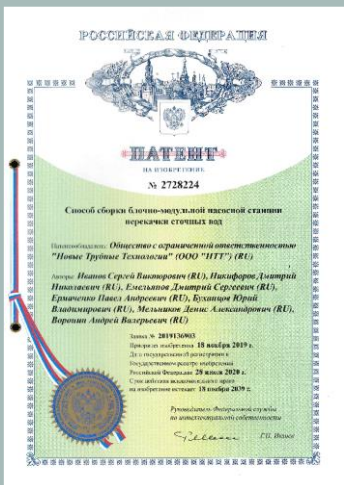 РОССИЙСКАЯ ФЕДЕРАЦИЯ
ПАТЕНТ
НА ИЗОБРЕТЕНИЕ
№ 2728224
Способ сборки блочно-модульной насосной станции
перекачки сточных вод
Патентообладатель: Общество с ограниченной ответственностью
"Новые Трубные Технологии" (ООО "НТТ") (RU)
Авторы: Иванов Сергей Викторович (RU), Никифоров Дмитрий
Николаевич (RU), Емельянов Дмитрий Сергеевич (RU),
Ермаченко Павел Андреевич (RU), Буханцов Юрий
Владимирович (RU), Мельников Денис Александрович (RU),
Воронин Андрей Валерьевич (RU)
Заявка № 2019136903
Приоритет изобретения 18 ноября 2019 г.
Дата государственной регистрации в
Государственном реестре изобретений
Российской Федерации 28 июля 2020 г.
Срок действия исключительного права
на изобретение истекает 18 ноября 2039 г.
Руководитель Федеральной службы
по интеллектуальной собственности
Г.П. Ивлиев